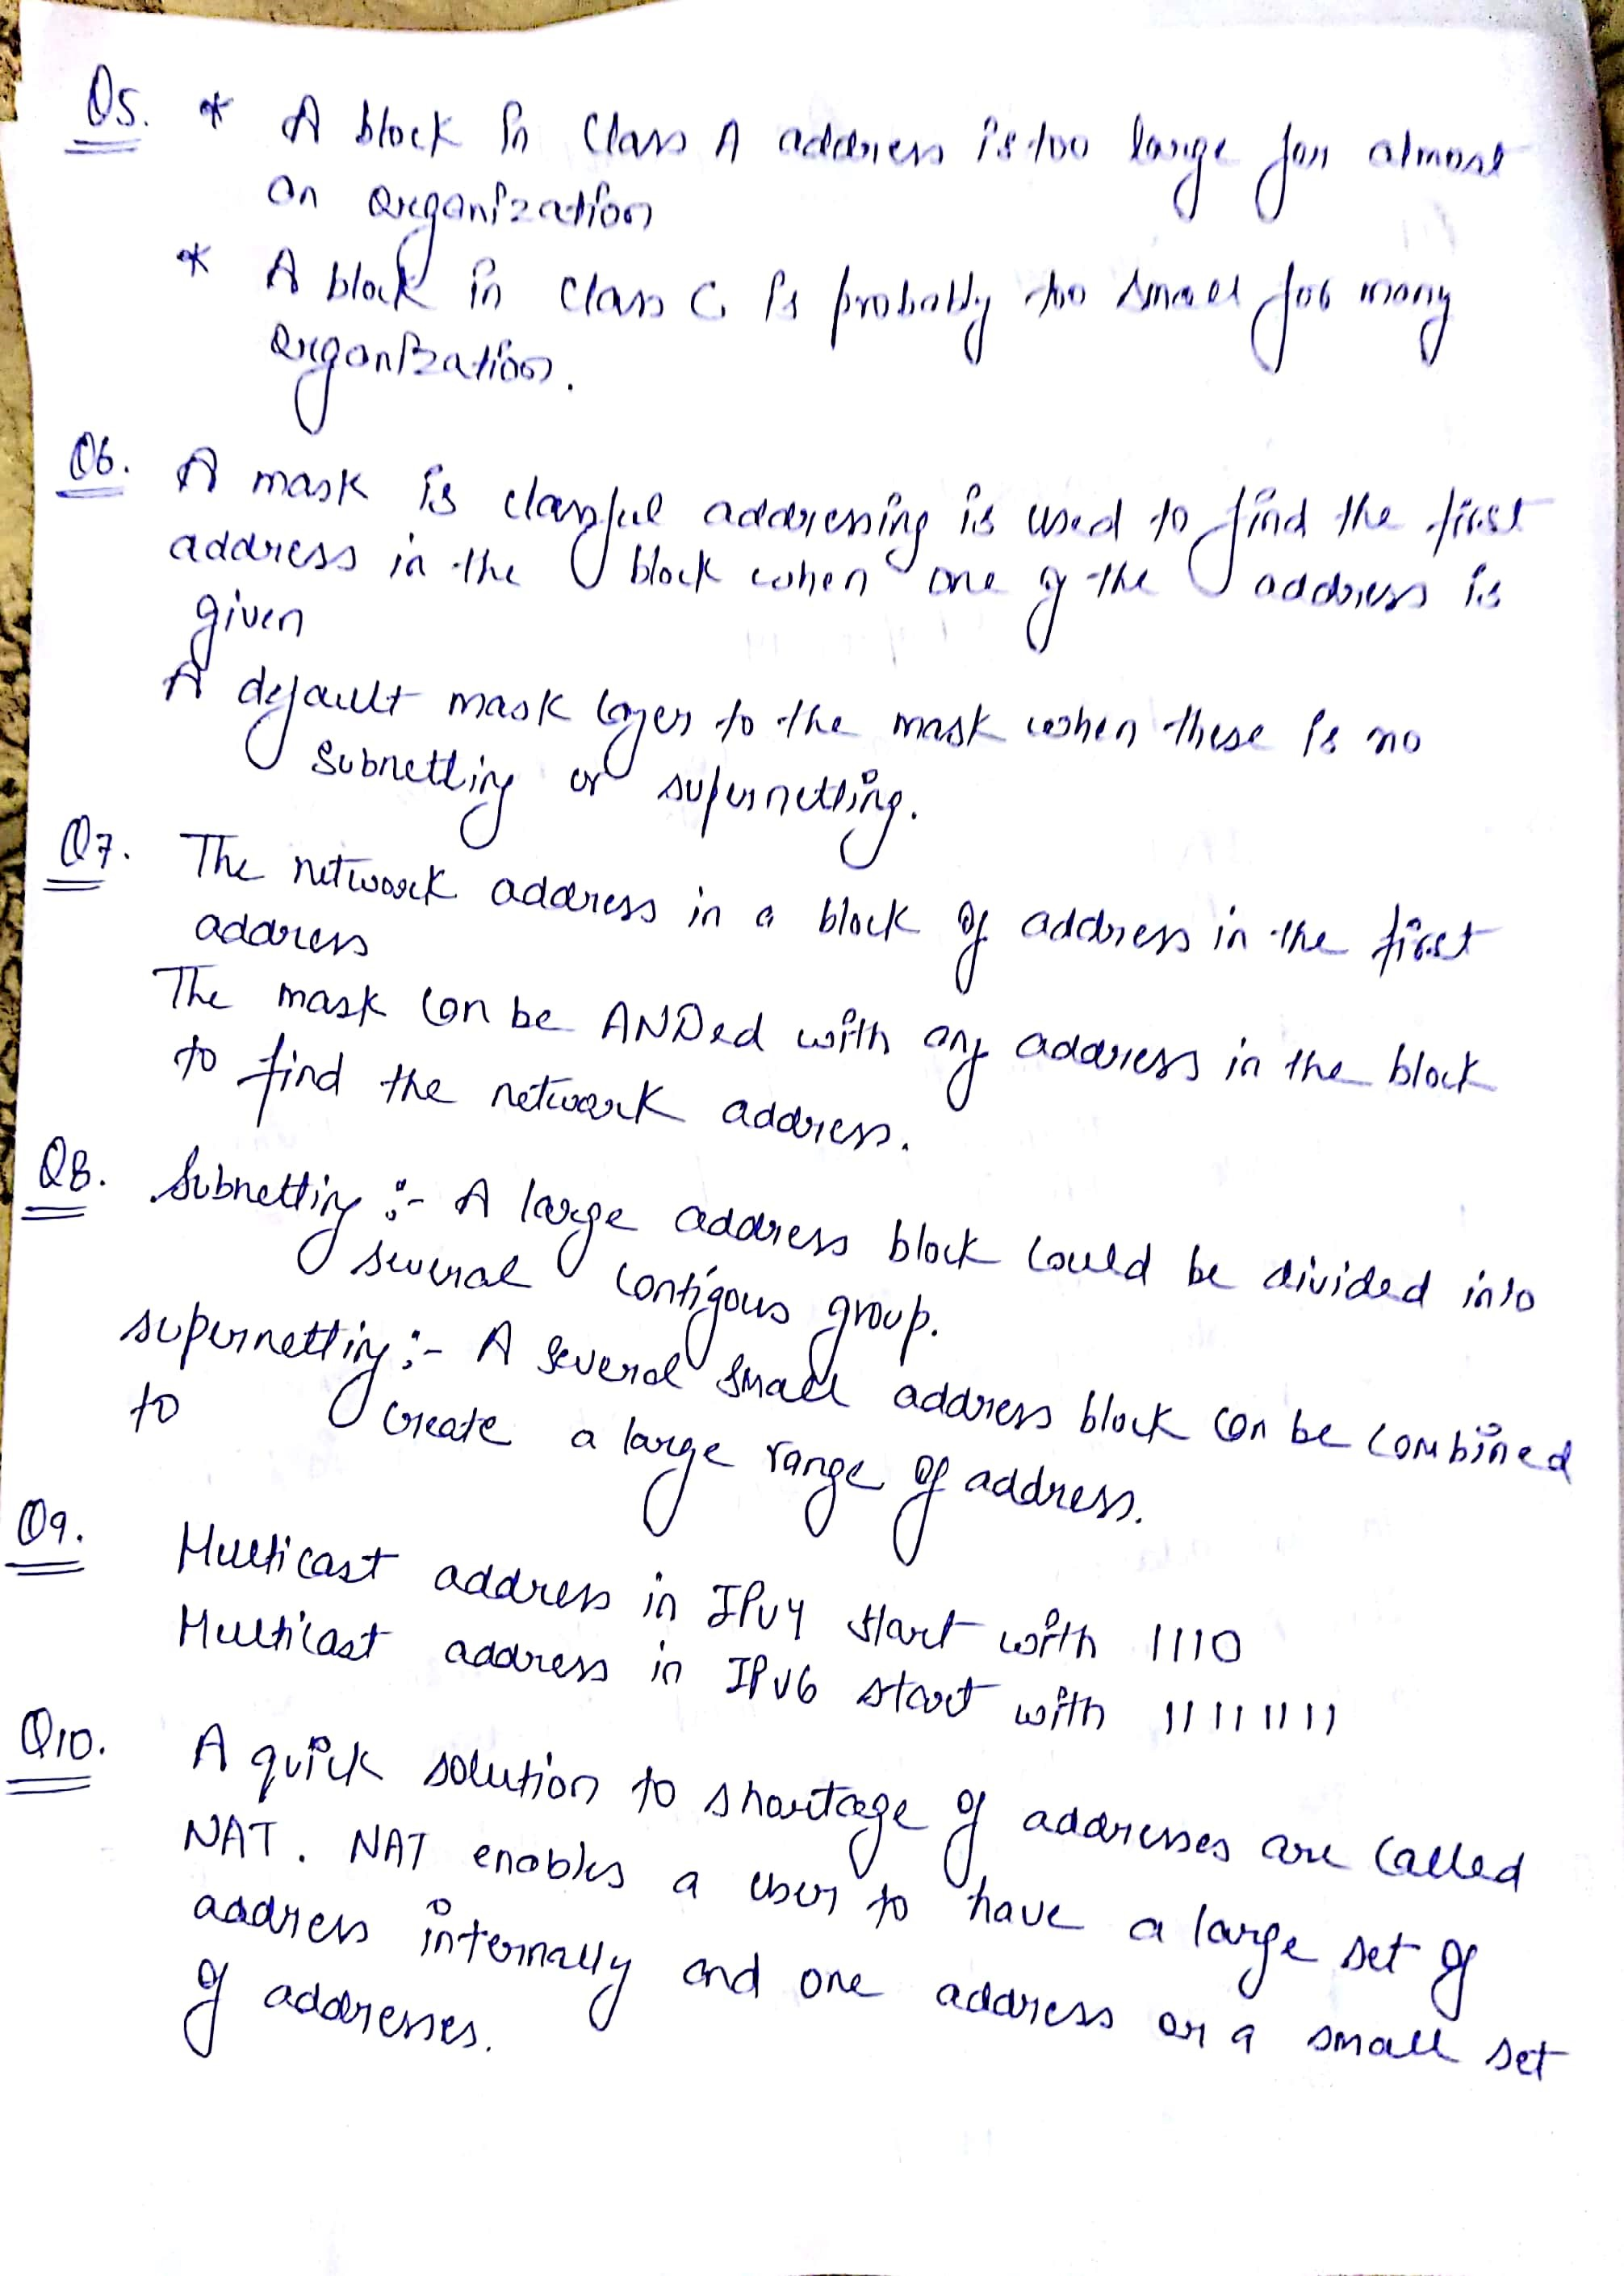 Q5. * A block in Class A address is too large for almost
an organization
* A block in Class C is probably too small for many
organization.
Q6. A mask is classful addressing is used to find the first
address in the block when one of the address is
given
A default mask to the mask when these is no
subnetting or supernetting.
Q7. The network address in a block of address in the first
address
The mask can be ANDed with any address in the block
to find the network address.
Q8. Subnetting :- A large address block could be divided into
several contigous group.
supernetting :- A several small address block can be combined
to create a large range of address.
Q9. Multicast address in IPv4 start with 1110
Multicast address in IPv6 start with 11111111
Q10. A quick solution to shortage of addresses are called
NAT. NAT enables a user to have a large set of
address internally and one address or a small set
of addresses.